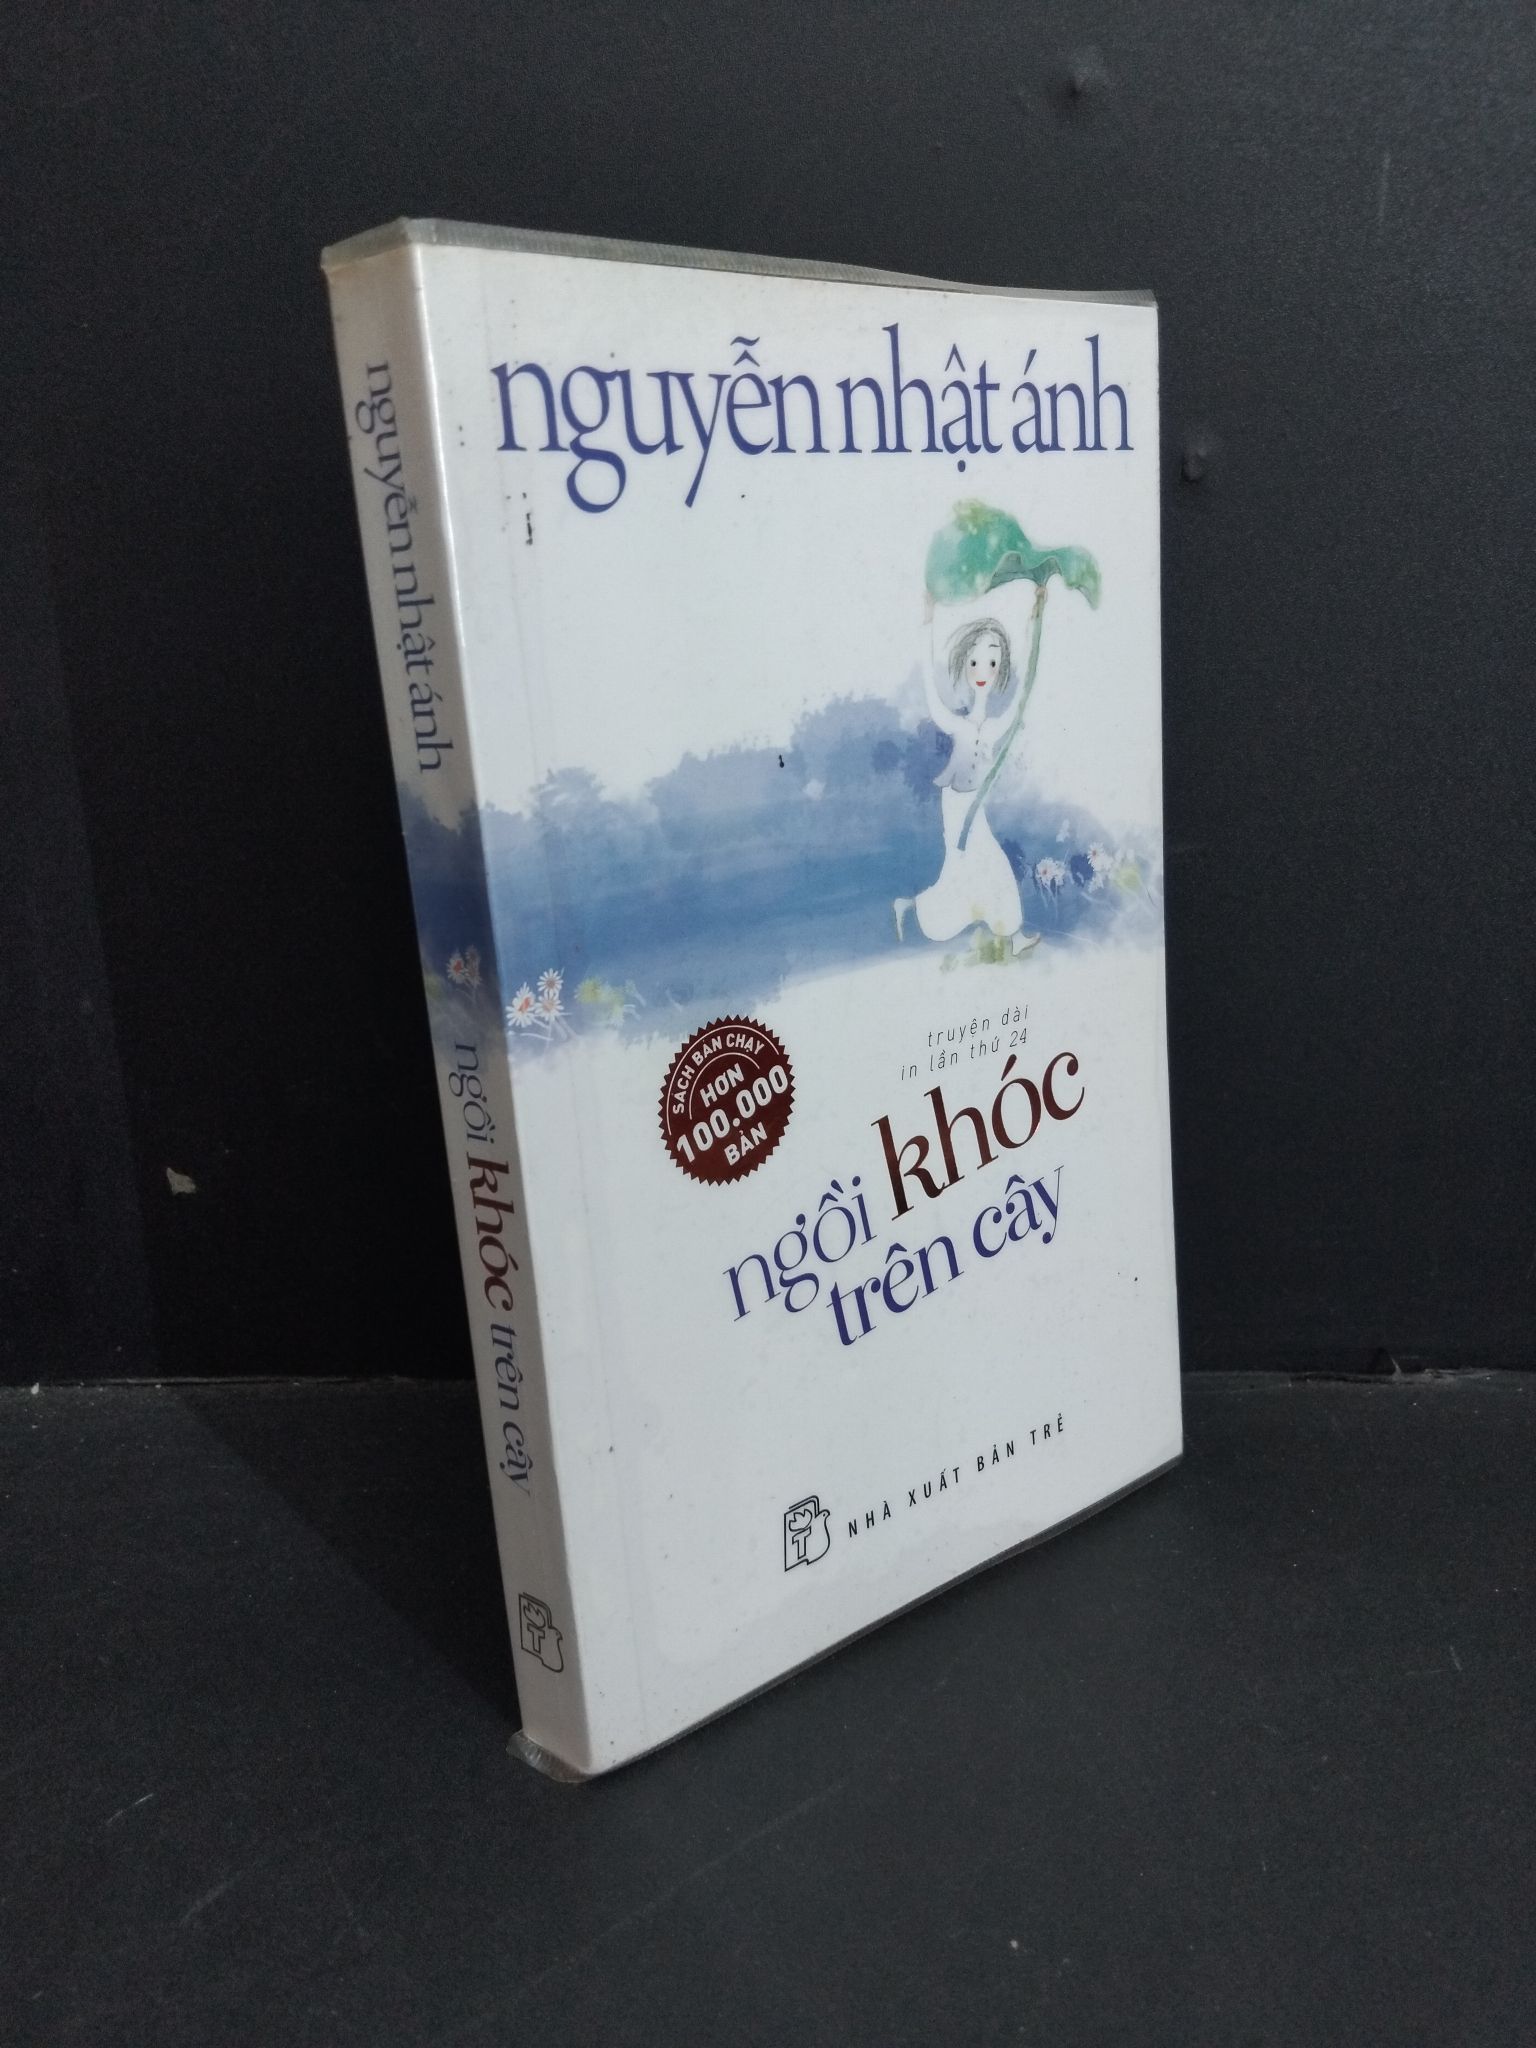 nguyễn nhật ánh
ngồi khóc trên cây
nguyễn nhật ánh
truyện dài
in lần thứ 24
SÁCH BÁN CHẠY
HƠN
100.000
BẢN
ngồi khóc
trên cây
NHÀ XUẤT BẢN TRẺ